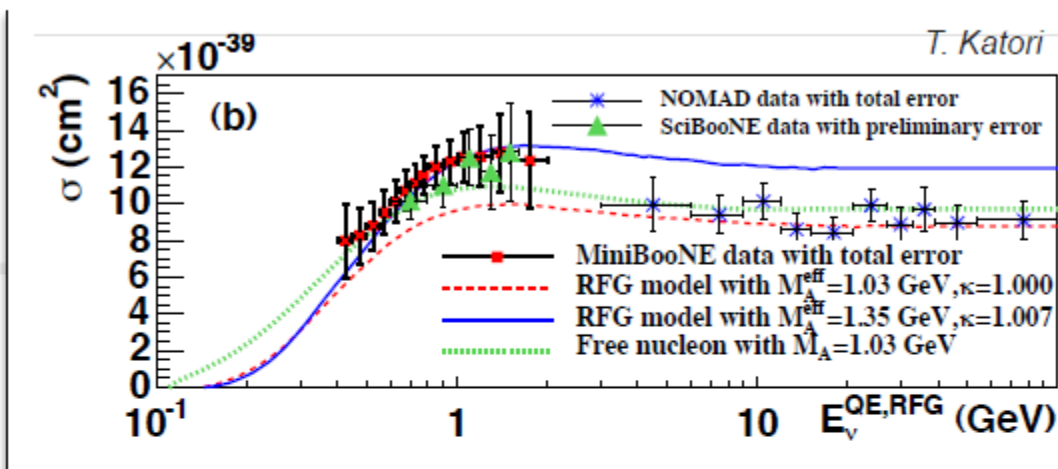 T. Katori
×10⁻³⁹
σ (cm²)
16
14
12
10
8
6
4
2
0
(b)
NOMAD data with total error
SciBooNE data with preliminary error
MiniBooNE data with total error
RFG model with M_A^eff=1.03 GeV,κ=1.000
RFG model with M_A^eff=1.35 GeV,κ=1.007
Free nucleon with M_A=1.03 GeV
10⁻¹ 1 10 E_ν^QE,RFG (GeV)